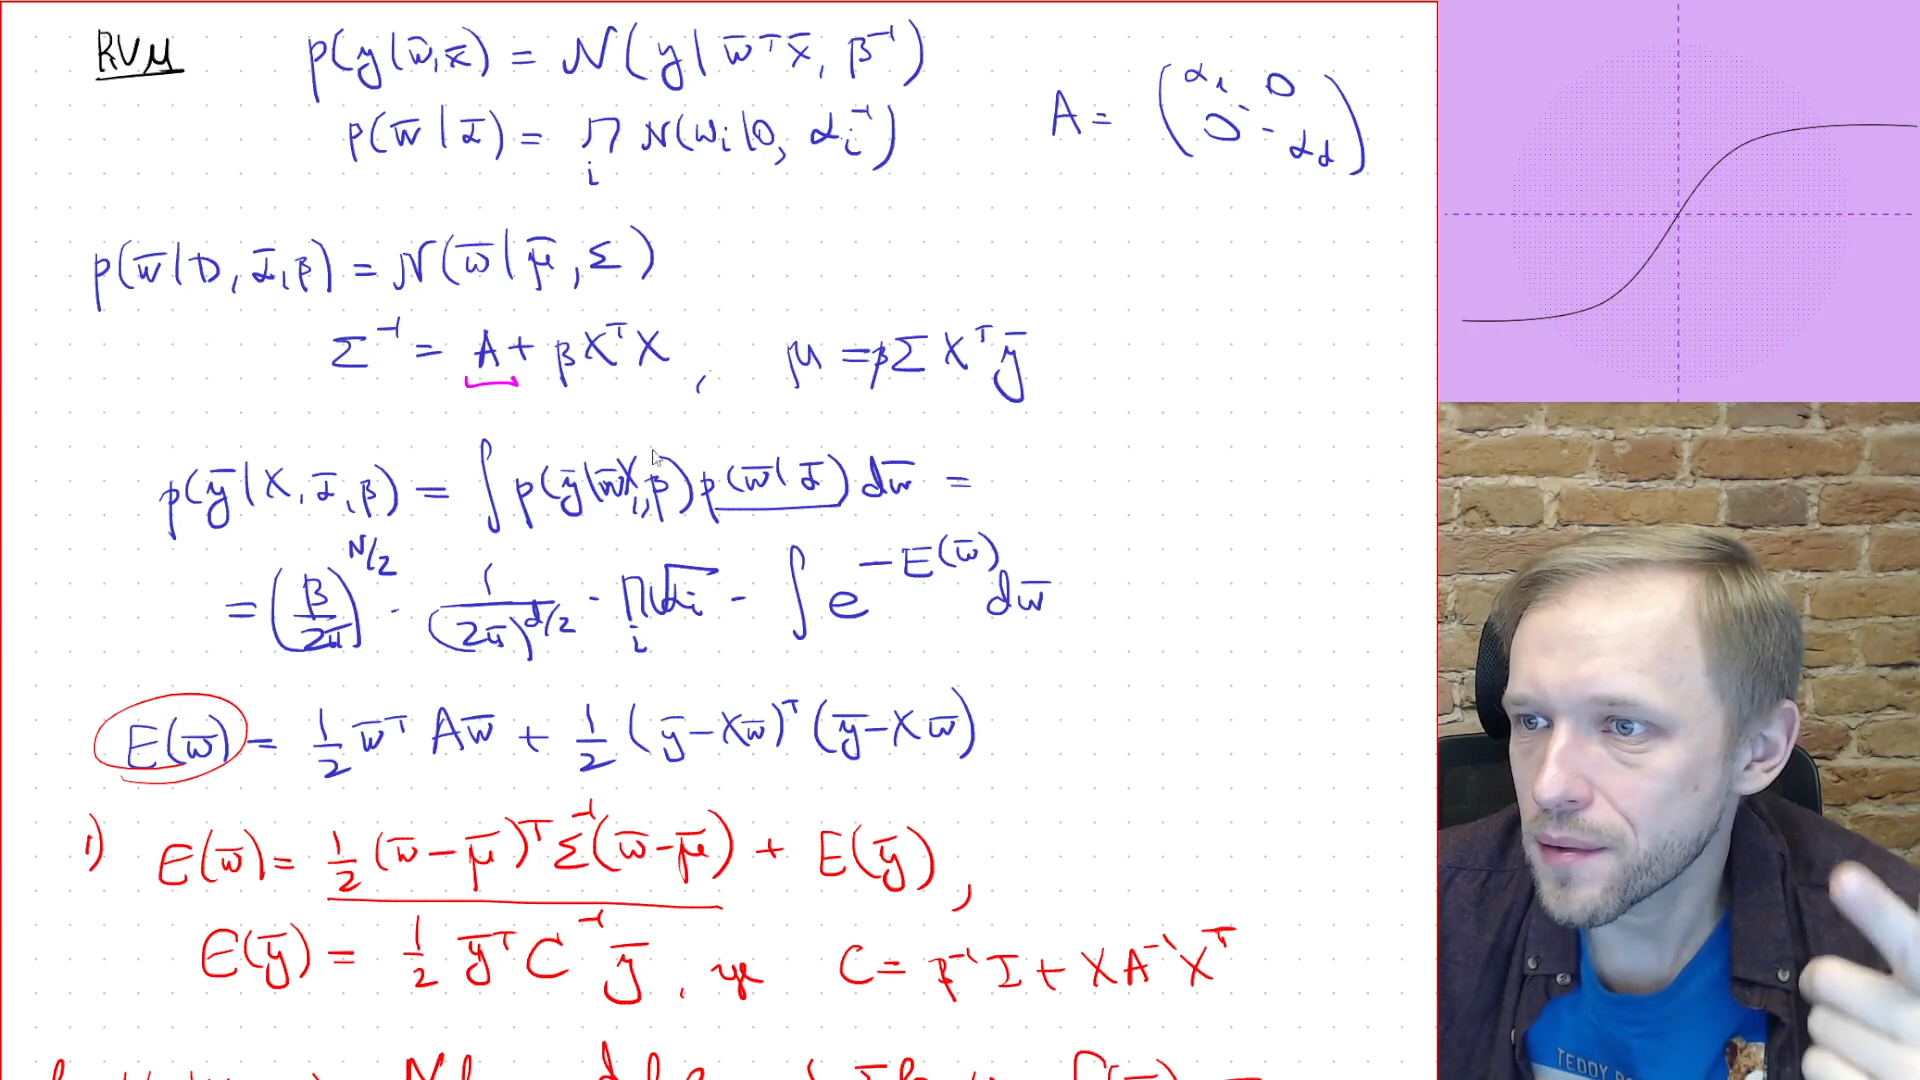 RVM
p(y|w̄,x̄) = N(y|w̄ᵀx̄, β⁻¹)
A = (α₁ 0 0 ⋱ α_d)
p(w̄|ᾱ) = ∏ᵢ N(wᵢ|0, αᵢ⁻¹)
p(w̄|D, ᾱ, β) = N(w̄|μ̄, Σ)
Σ⁻¹ = A + βXᵀX, μ = βΣXᵀȳ
p(ȳ|X, ᾱ, β) = ∫ p(ȳ|w̄,X,β) p(w̄|ᾱ) dw̄ =
= (β/2π)^(N/2) · 1/(2π)^(d/2) · ∏ᵢ √αᵢ · ∫ e^(−E(w̄)) dw̄
E(w̄) = 1/2 w̄ᵀAw̄ + 1/2 (ȳ − Xw̄)ᵀ(ȳ − Xw̄)
1) E(w̄) = 1/2 (w̄ − μ̄)ᵀ Σ⁻¹ (w̄ − μ̄) + E(ȳ),
E(ȳ) = 1/2 ȳᵀC⁻¹ȳ, где C = β⁻¹I + XA⁻¹Xᵀ
TEDDY